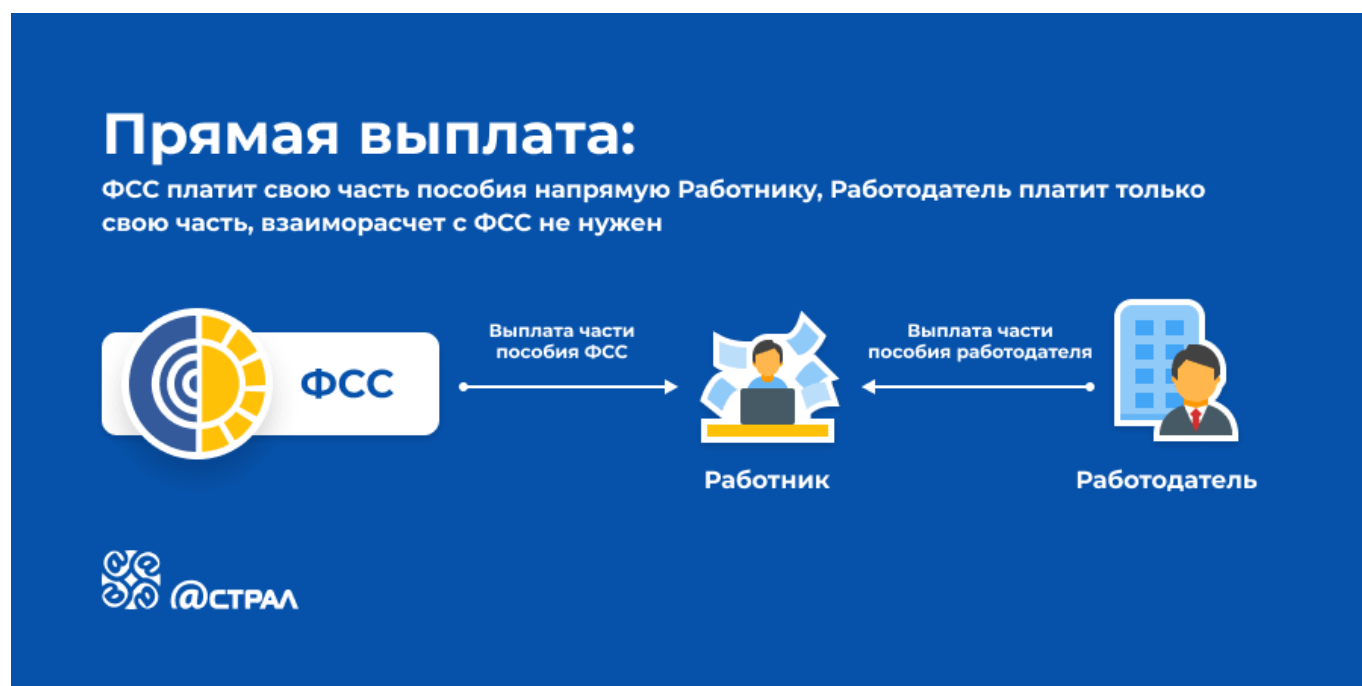 Прямая выплата:
ФСС платит свою часть пособия напрямую Работнику, Работодатель платит только
свою часть, взаиморасчет с ФСС не нужен
ФСС
Выплата части
пособия ФСС
Выплата части
пособия работодателя
Работник
Работодатель
@СТРАЛ